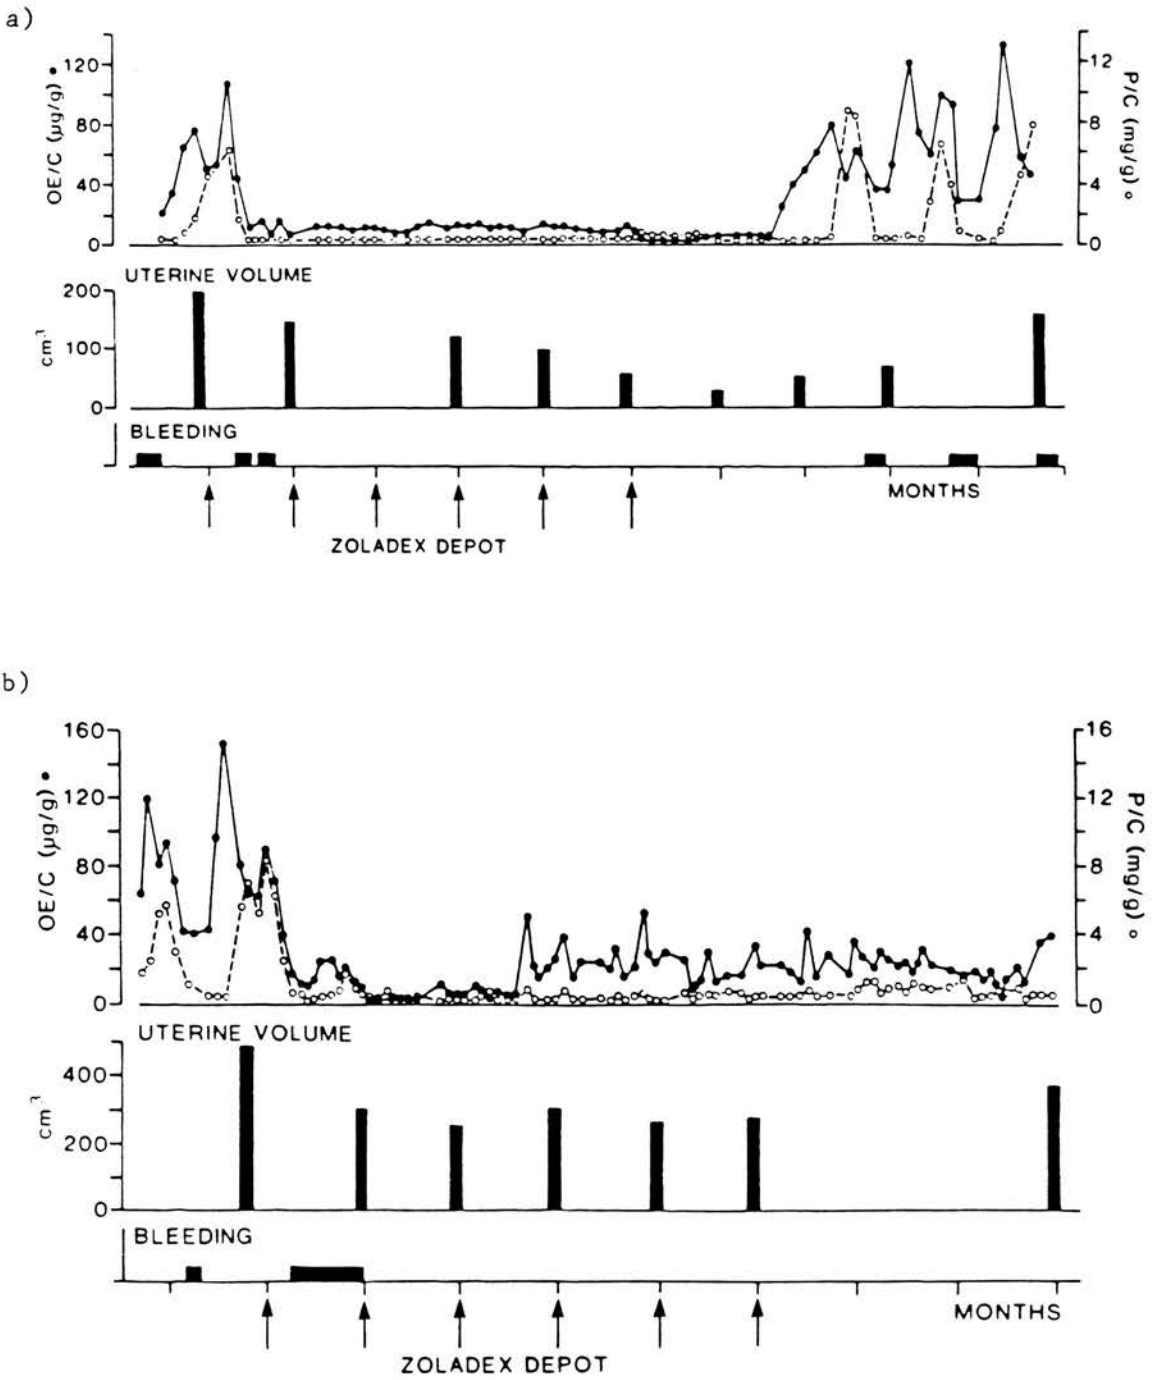 a)
OE/C (µg/g) •
120
80
40
0
P/C (mg/g) o
12
8
4
0
UTERINE VOLUME
cm³
200
100
0
BLEEDING
MONTHS
ZOLADEX DEPOT
b)
OE/C (µg/g) •
160
120
80
40
0
P/C (mg/g) o
16
12
8
4
0
UTERINE VOLUME
cm³
400
200
0
BLEEDING
MONTHS
ZOLADEX DEPOT